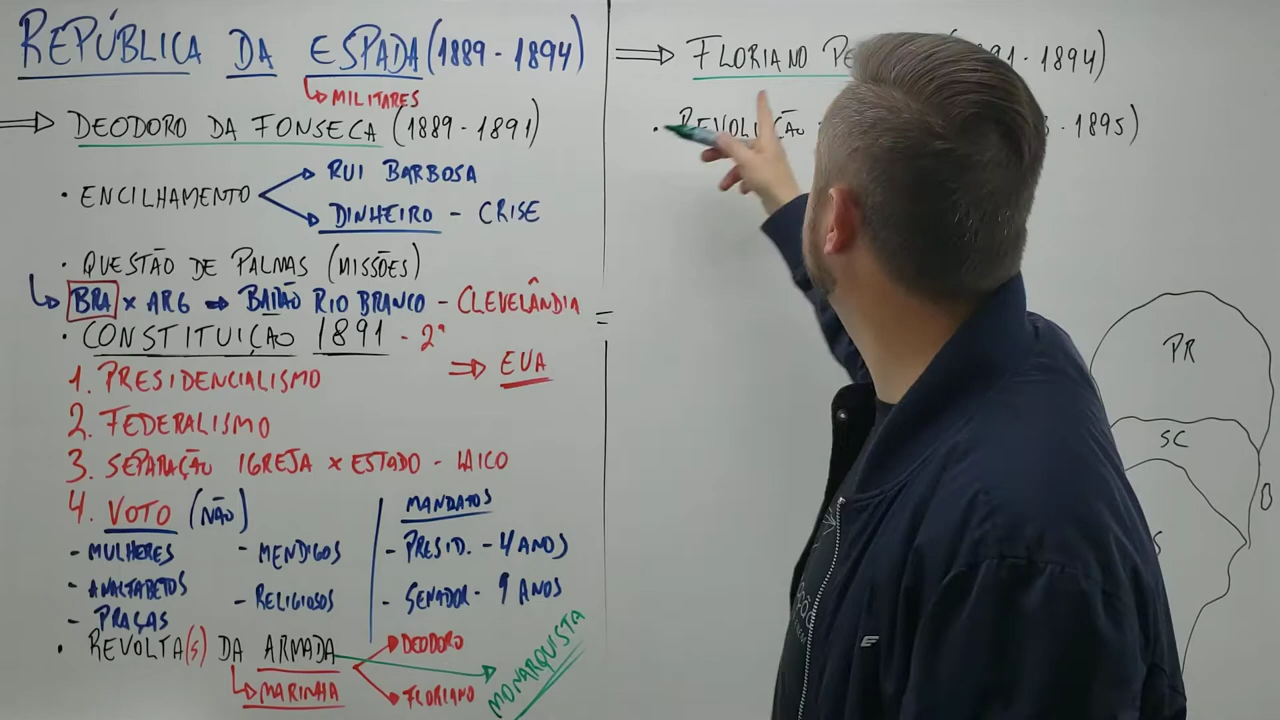 REPÚBLICA DA ESPADA (1889 - 1894)
MILITARES
DEODORO DA FONSECA (1889 - 1891)
• ENCILHAMENTO
RUI BARBOSA
DINHEIRO - CRISE
• QUESTÃO DE PALMAS (MISSÕES)
BRA x ARG → BARÃO RIO BRANCO - CLEVELÂNDIA
• CONSTITUIÇÃO 1891 - 2ª
⇒ EUA
1. PRESIDENCIALISMO
2. FEDERALISMO
3. SEPARAÇÃO IGREJA x ESTADO - LAICO
4. VOTO (NÃO)
- MULHERES
- ANALFABETOS
- PRAÇAS
- MENDIGOS
- RELIGIOSOS
MANDATOS
- PRESID. - 4 ANOS
- SENADOR - 9 ANOS
• REVOLTA(S) DA ARMADA
MARINHA
DEODORO
FLORIANO
MONARQUISTA
=
⇒ FLORIANO 1 - 1894)
• REVOLUÇÃO - 1895)
PR
SC
S